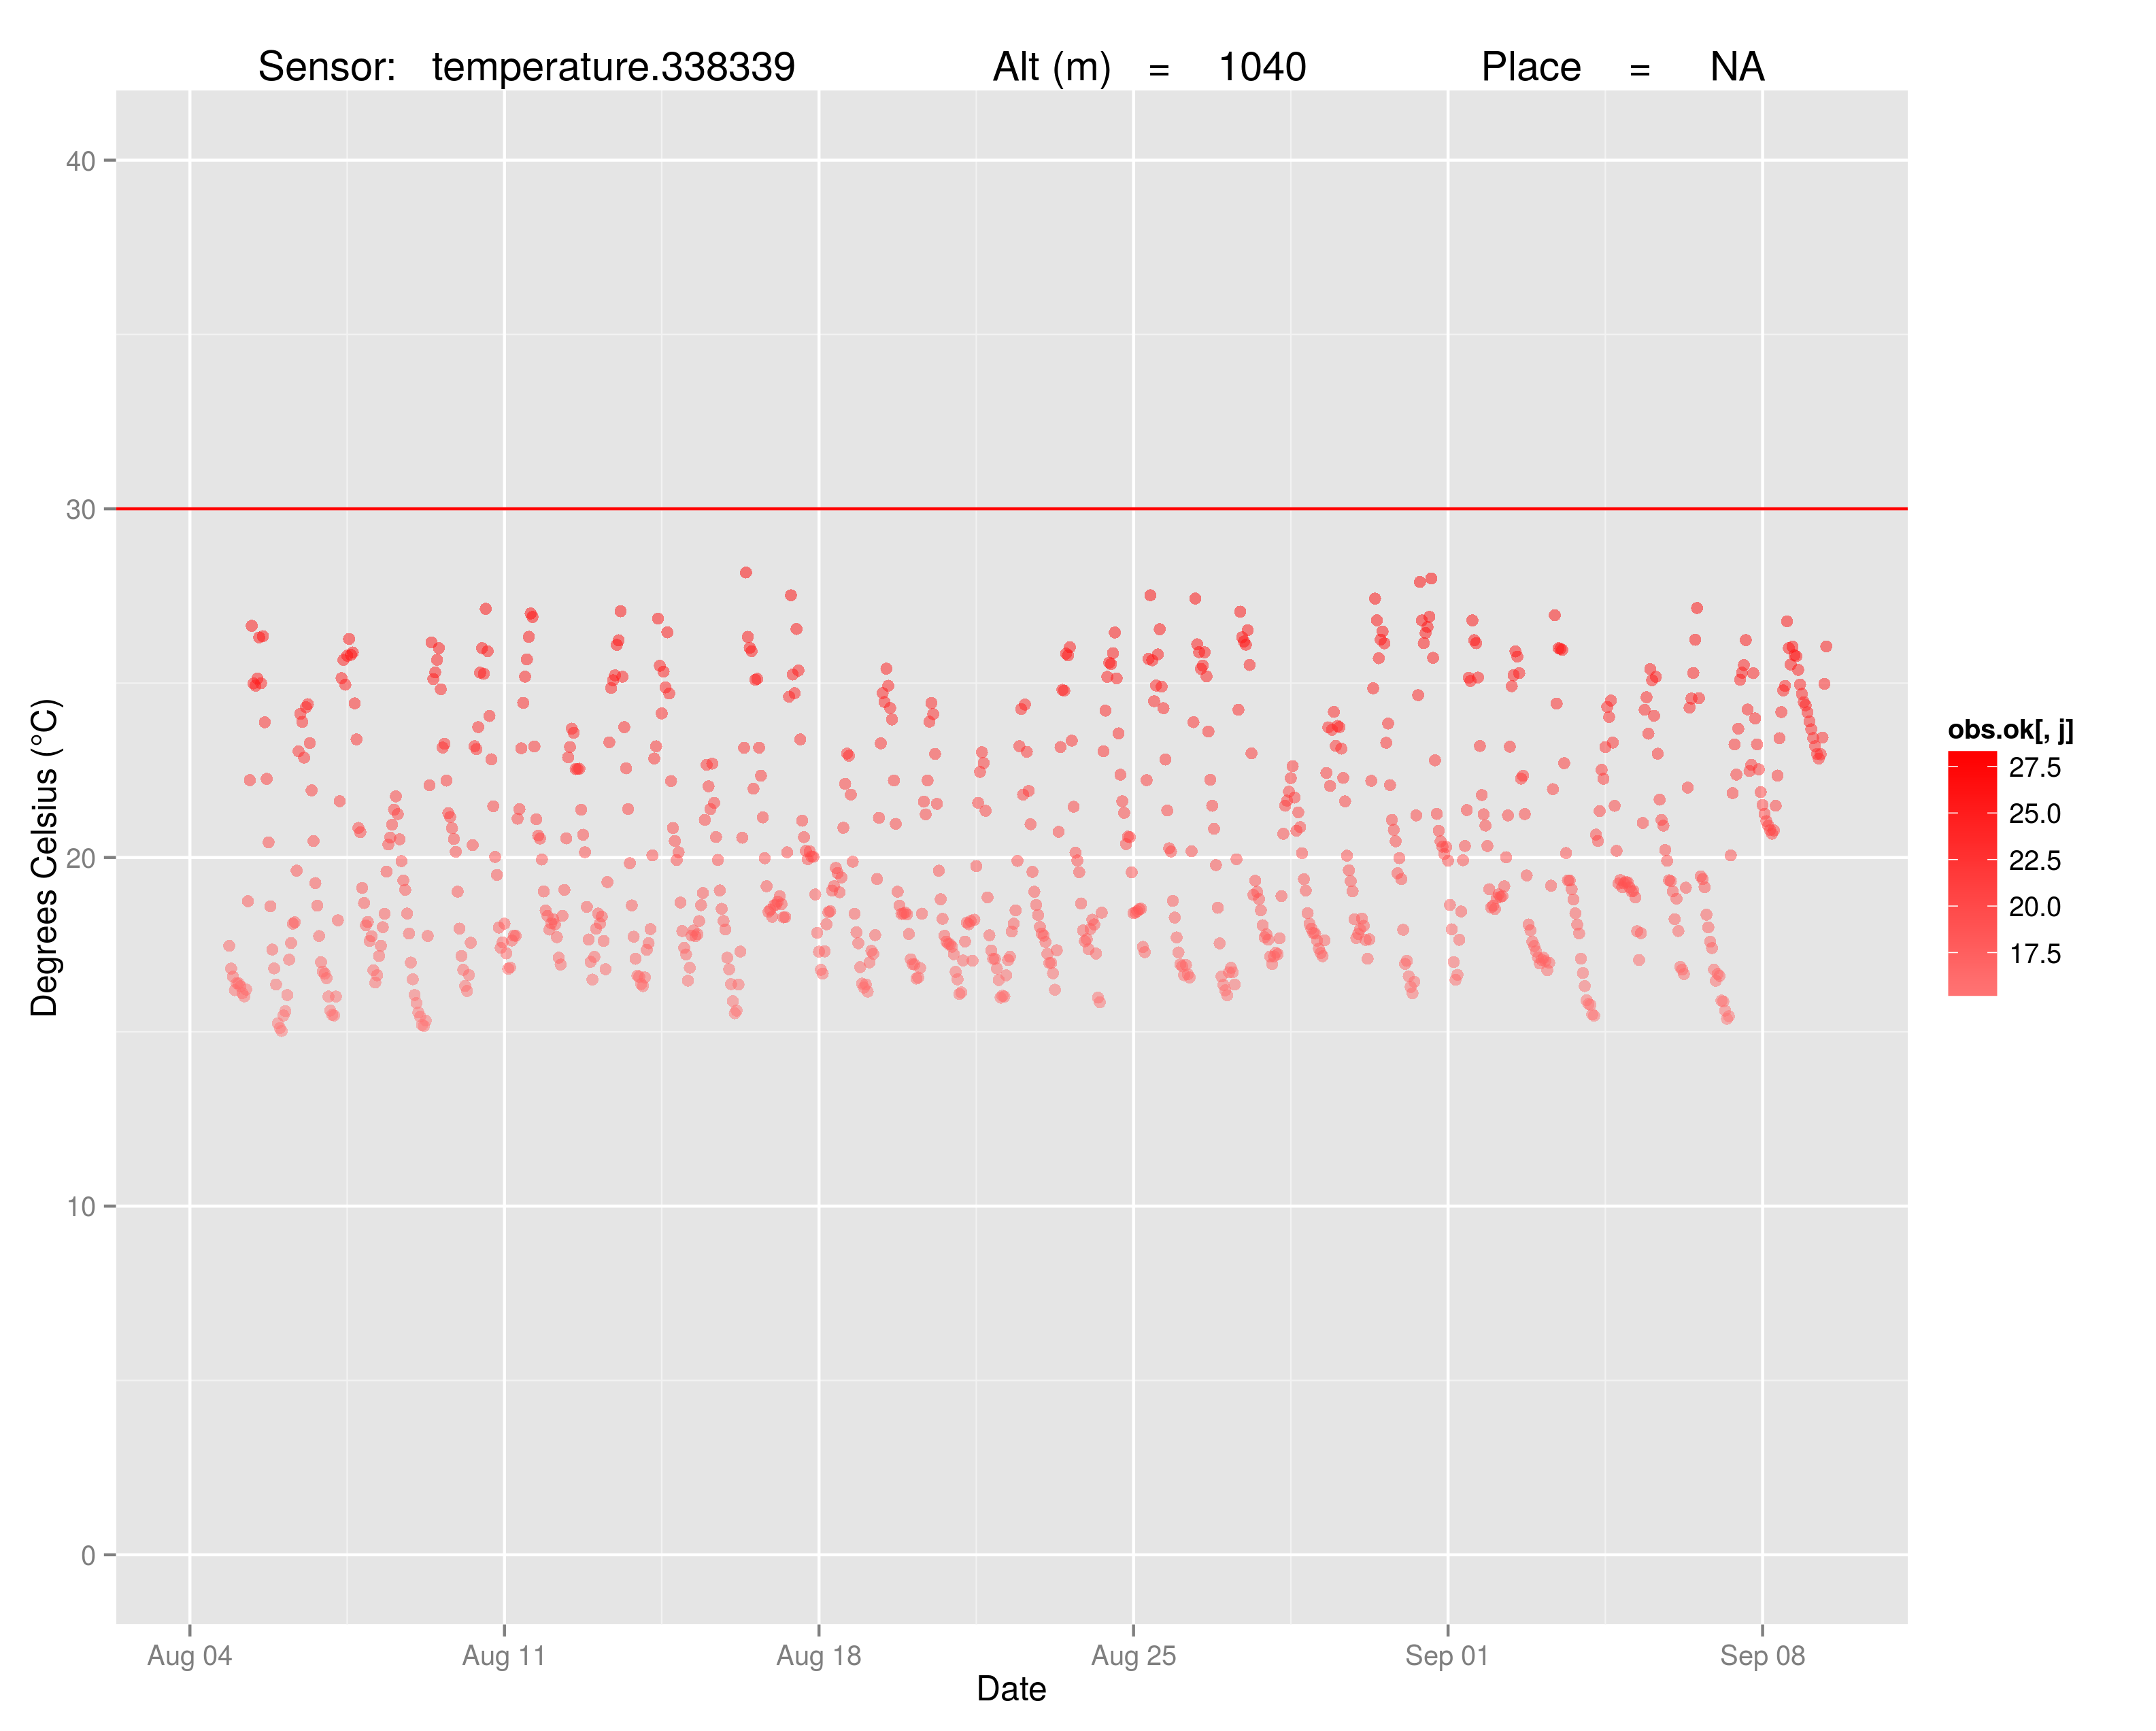 Sensor: temperature.338339 Alt (m) = 1040 Place = NA
40
30
20
10
0
Degrees Celsius (°C)
Aug 04 Aug 11 Aug 18 Aug 25 Sep 01 Sep 08
Date
obs.ok[, j]
27.5
25.0
22.5
20.0
17.5